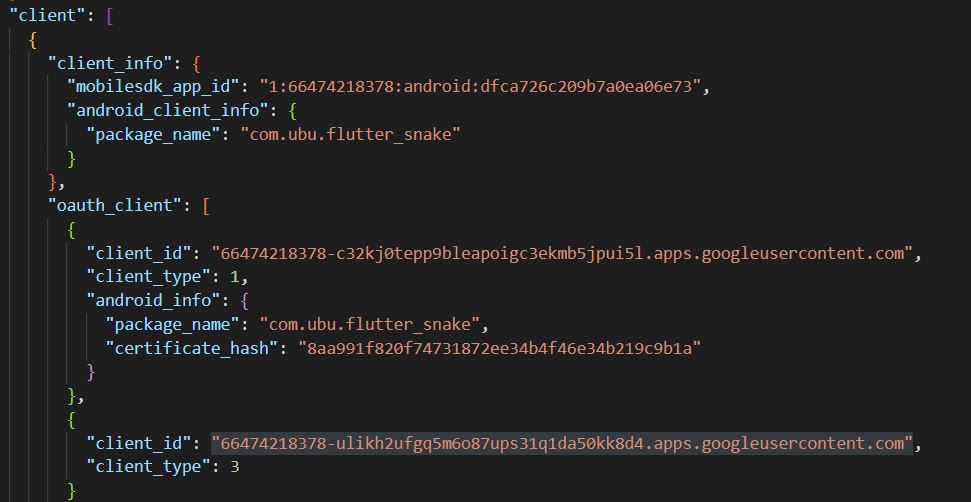 "client": [
{
"client_info": {
"mobilesdk_app_id": "1:66474218378:android:dfca726c209b7a0ea06e73",
"android_client_info": {
"package_name": "com.ubu.flutter_snake"
}
},
"oauth_client": [
{
"client_id": "66474218378-c32kj0tepp9bleapoigc3ekmb5jpui5l.apps.googleusercontent.com",
"client_type": 1,
"android_info": {
"package_name": "com.ubu.flutter_snake",
"certificate_hash": "8aa991f820f74731872ee34b4f46e34b219c9b1a"
}
},
{
"client_id": "66474218378-ulikh2ufgq5m6o87ups31q1da50kk8d4.apps.googleusercontent.com",
"client_type": 3
}